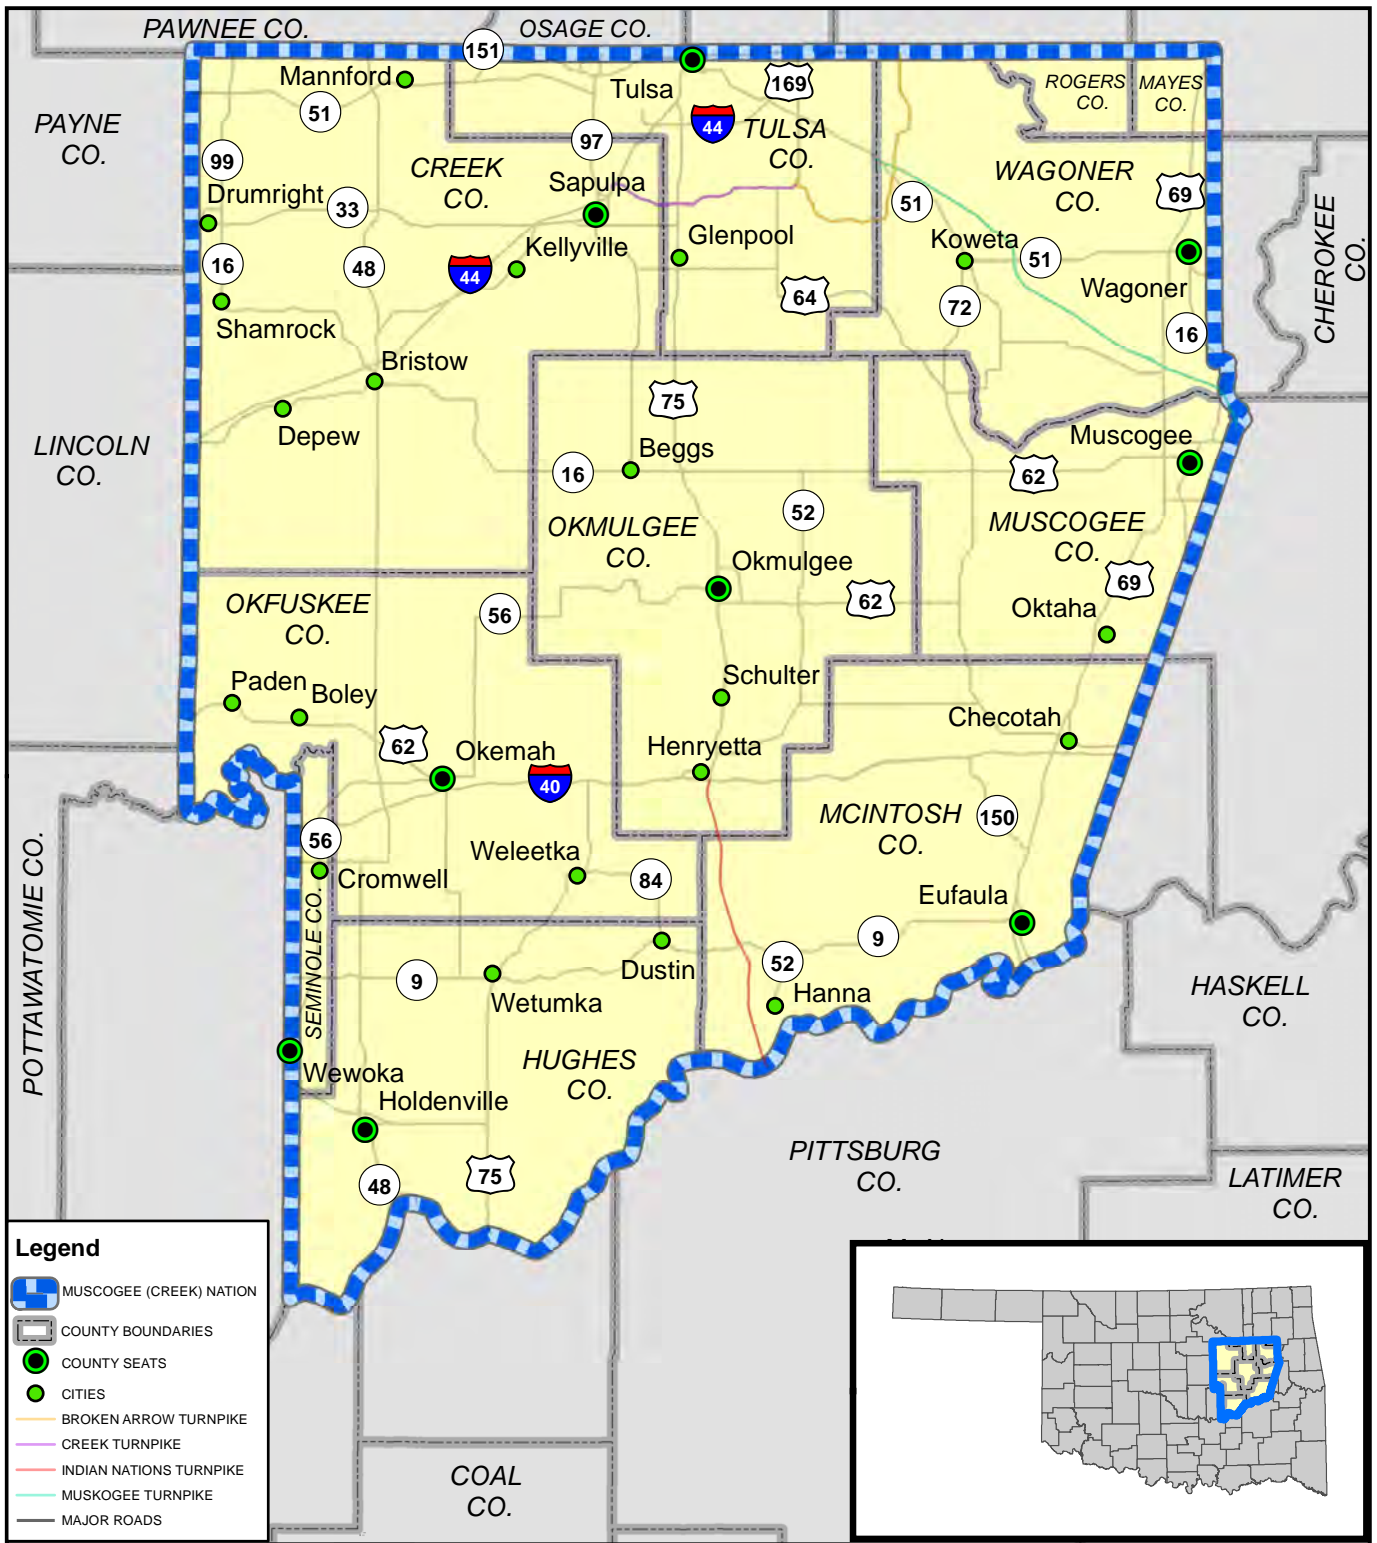 PAWNEE CO.
OSAGE CO.
151
Mannford
Tulsa
169
ROGERS
CO.
MAYES
CO.
51
44
PAYNE
CO.
TULSA
CO.
97
99
CREEK
CO.
WAGONER
CO.
Drumright
33
Sapulpa
51
69
CHEROKEE
CO.
Kellyville
Glenpool
Koweta
51
16
48
44
64
72
Wagoner
Shamrock
16
Bristow
75
Depew
LINCOLN
CO.
Beggs
Muscogee
16
62
52
OKMULGEE
CO.
MUSCOGEE
CO.
Okmulgee
69
OKFUSKEE
CO.
56
62
Oktaha
Paden
Boley
Schulter
Checotah
62
Okemah
Henryetta
40
MCINTOSH
CO.
150
POTTAWATOMIE CO.
56
Cromwell
Weleetka
84
Eufaula
SEMINOLE CO.
9
Dustin
9
52
Wetumka
Hanna
HASKELL
CO.
Wewoka
HUGHES
CO.
Holdenville
PITTSBURG
CO.
48
75
LATIMER
CO.
Legend
MUSCOGEE (CREEK) NATION
COUNTY BOUNDARIES
COUNTY SEATS
CITIES
BROKEN ARROW TURNPIKE
CREEK TURNPIKE
INDIAN NATIONS TURNPIKE
MUSKOGEE TURNPIKE
MAJOR ROADS
COAL
CO.